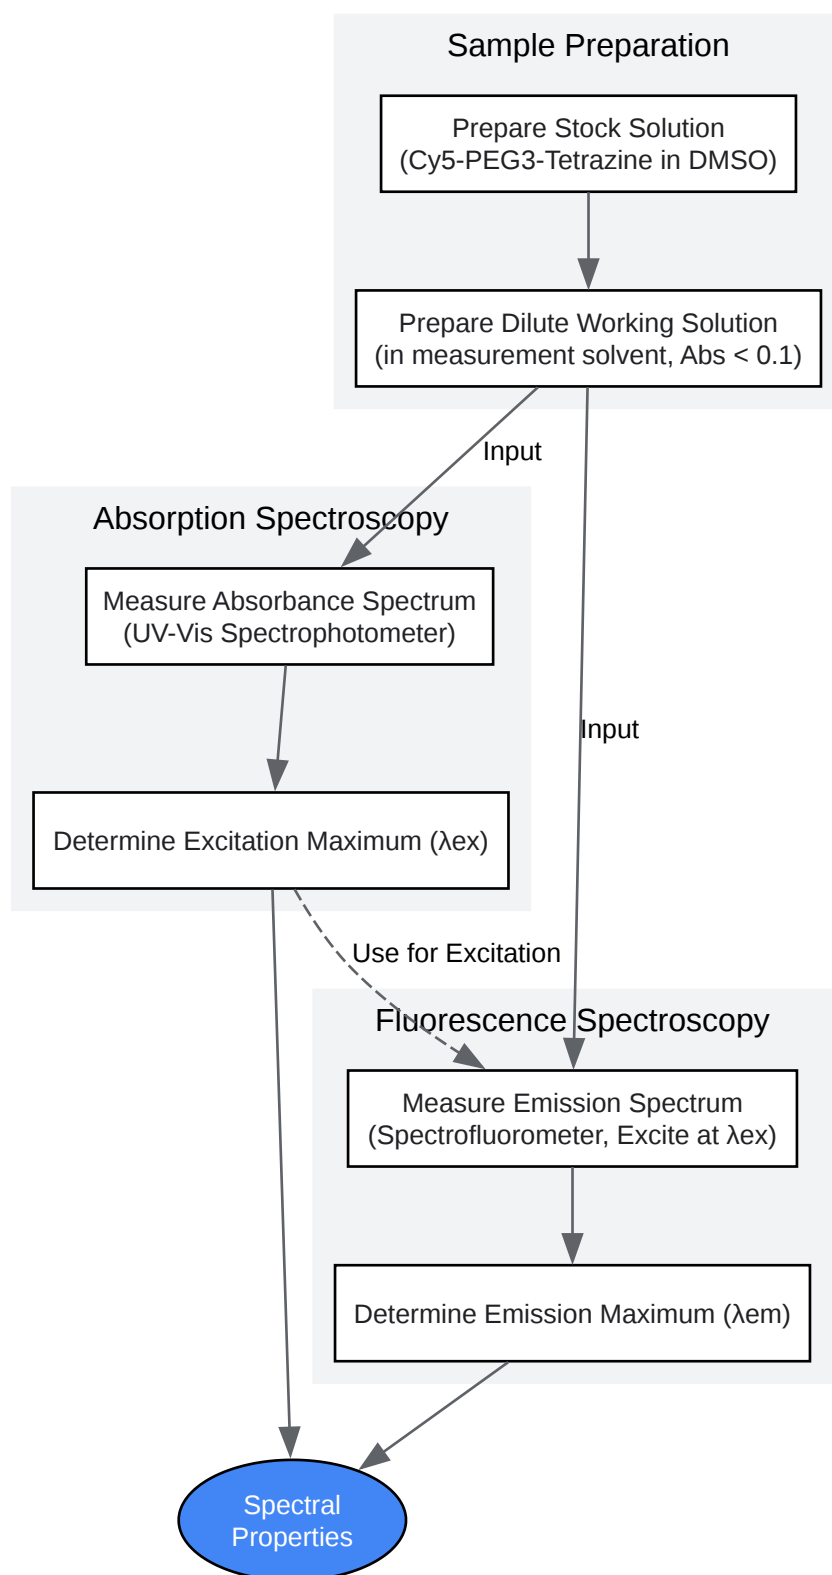 Sample Preparation
Prepare Stock Solution
(Cy5-PEG3-Tetrazine in DMSO)
Prepare Dilute Working Solution
(in measurement solvent, Abs < 0.1)
Input
Absorption Spectroscopy
Measure Absorbance Spectrum
(UV-Vis Spectrophotometer)
Input
Determine Excitation Maximum (λex)
Use for Excitation
Fluorescence Spectroscopy
Measure Emission Spectrum
(Spectrofluorometer, Excite at λex)
Determine Emission Maximum (λem)
Spectral
Properties